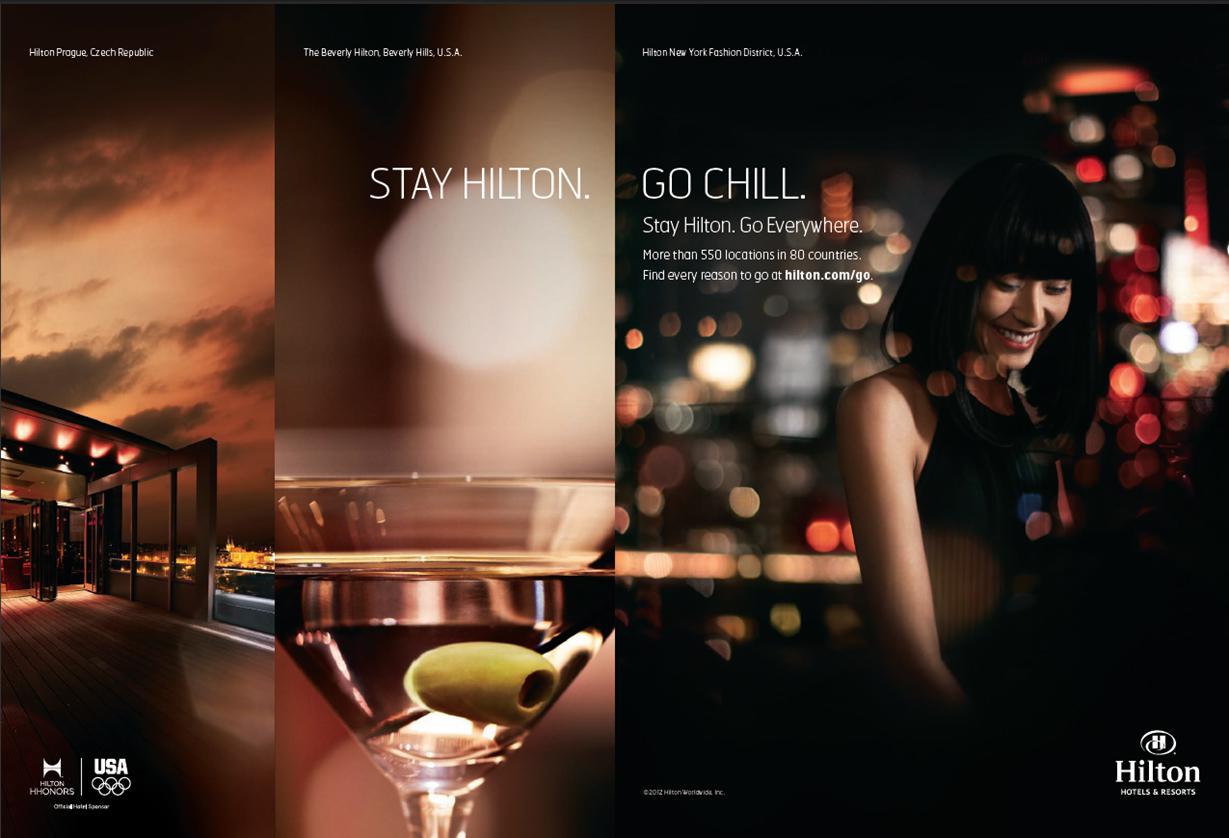 Hilton Prague, Czech Republic
The Beverly Hilton, Beverly Hills, U.S.A.
Hilton New York Fashion District, U.S.A.
STAY HILTON. GO CHILL.
Stay Hilton. Go Everywhere.
More than 550 locations in 80 countries.
Find every reason to go at hilton.com/go.
HILTON
HHONORS
USA
Official Hotel Sponsor
©2012 Hilton Worldwide, Inc.
H
Hilton
HOTELS & RESORTS